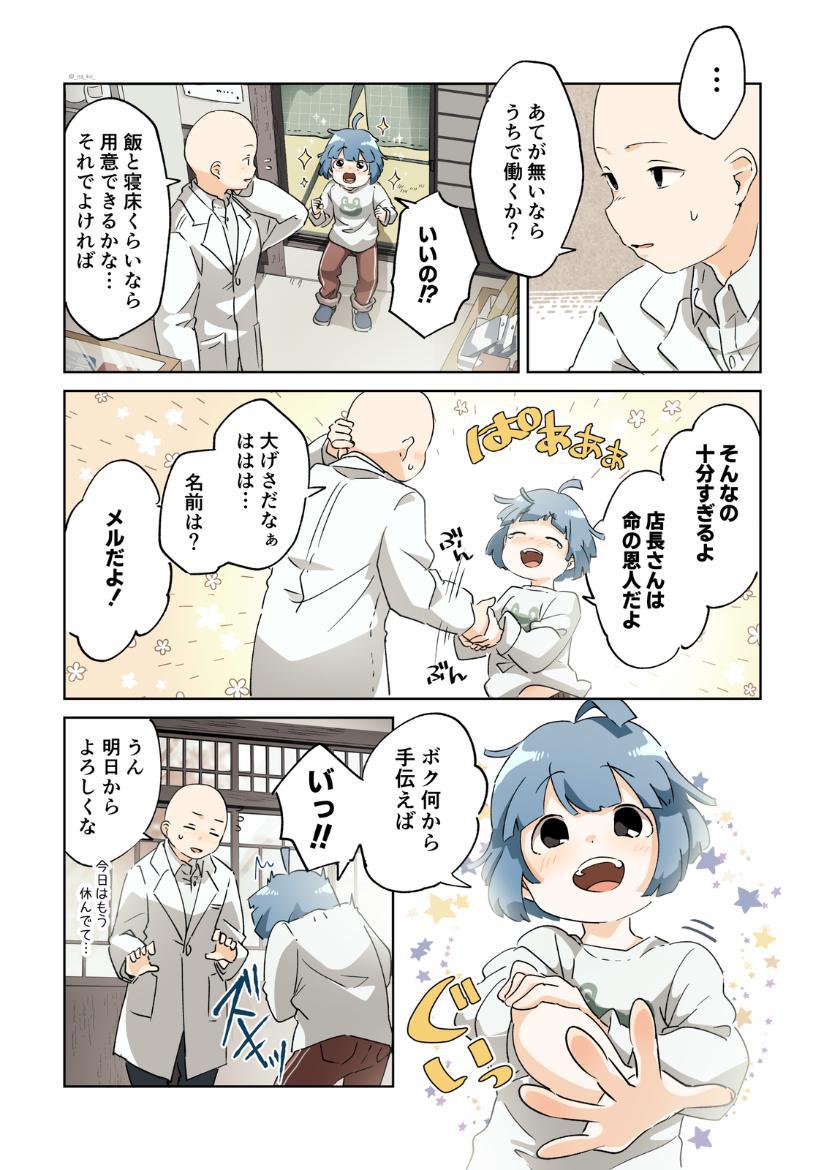 @_na_ko_
…
あてが無いなら
うちで働くか？
いいの!?
飯と寝床くらいなら
用意できるかな…
それでよければ
そんなの
十分すぎるよ
店長さんは
命の恩人だよ
ぱぁぁぁ
ぶん
ぶん
大げさだなぁ
ははは…
名前は？
メルだよ！
ボク何から
手伝えば
ぐいっ
い゛っ!!
ズキッ
うん
明日から
よろしくな
今日はもう
休んでて…